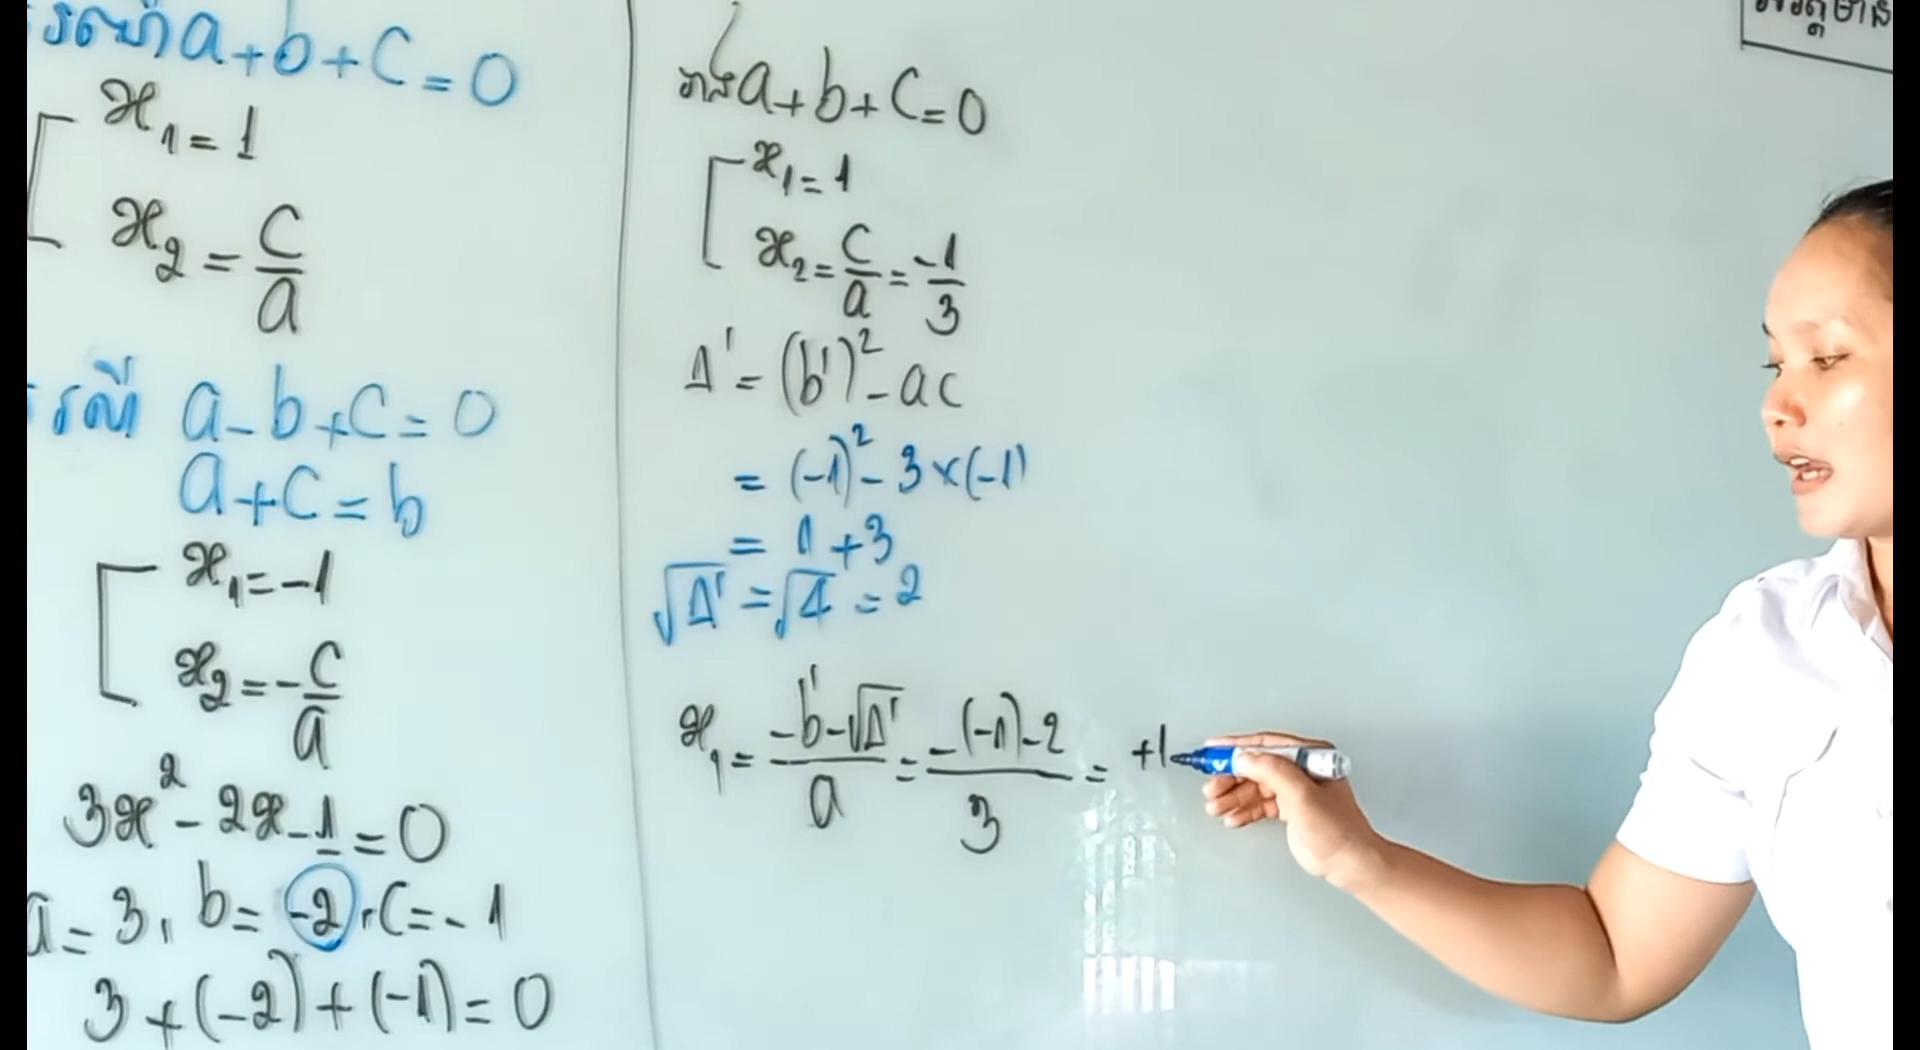 a+b+c=0
x₁=1
x₂=c/a
a-b+c=0
a+c=b
x₁=-1
x₂=-c/a
3x²-2x-1=0
a=3, b=-2, c=-1
3+(-2)+(-1)=0
a+b+c=0
x₁=1
x₂=c/a=-1/3
Δ'=(b')²-ac
=(-1)²-3×(-1)
=1+3
√Δ'=√4=2
x₁=(-b'-√Δ')/a=(-(-1)-2)/3=+1